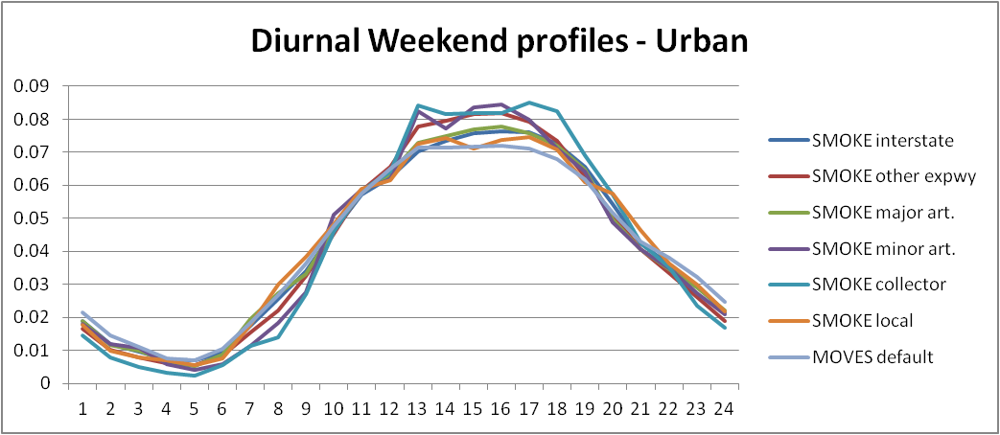 Diurnal Weekend profiles - Urban
0.09
0.08
0.07
0.06
0.05
0.04
0.03
0.02
0.01
0
1 2 3 4 5 6 7 8 9 10 11 12 13 14 15 16 17 18 19 20 21 22 23 24
SMOKE interstate
SMOKE other expwy
SMOKE major art.
SMOKE minor art.
SMOKE collector
SMOKE local
MOVES default